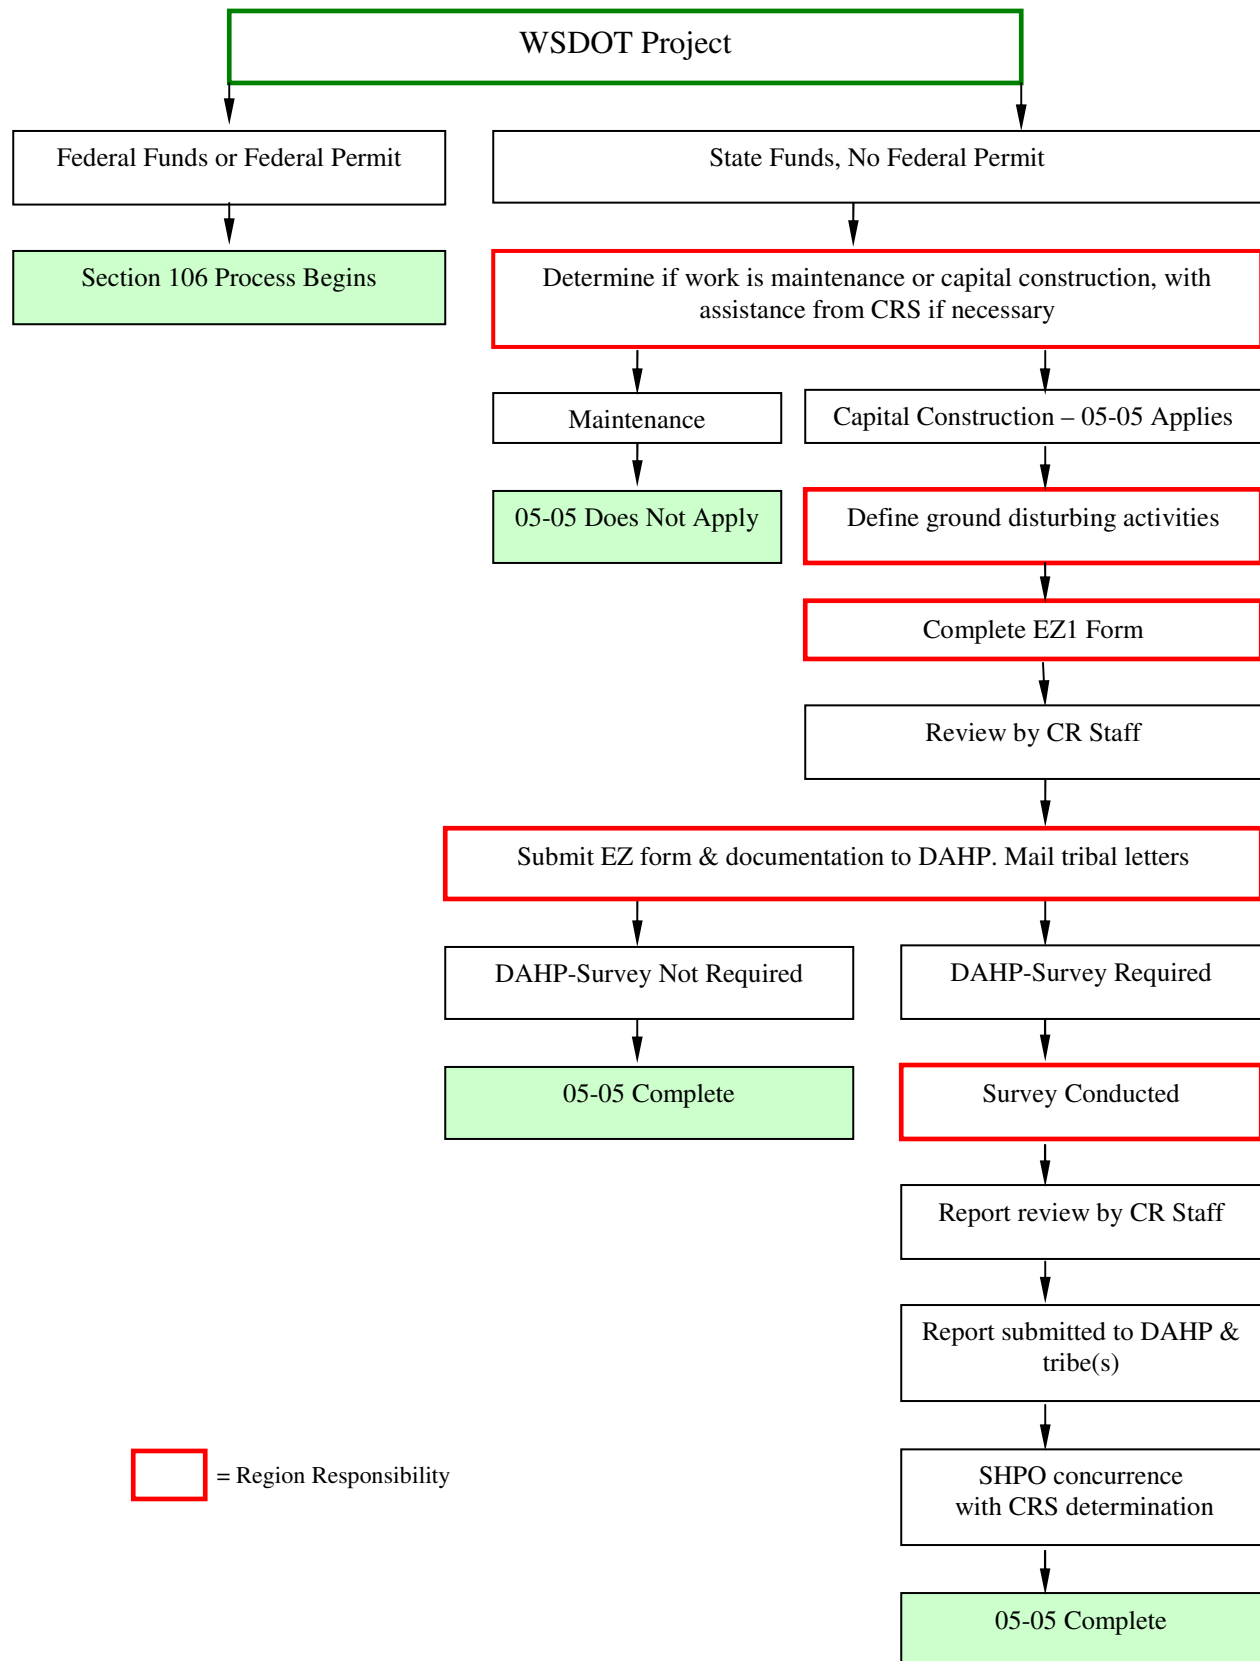 WSDOT Project
Federal Funds or Federal Permit
State Funds, No Federal Permit
Section 106 Process Begins
Determine if work is maintenance or capital construction, with
assistance from CRS if necessary
Maintenance
Capital Construction – 05-05 Applies
05-05 Does Not Apply
Define ground disturbing activities
Complete EZ1 Form
Review by CR Staff
Submit EZ form & documentation to DAHP. Mail tribal letters
DAHP-Survey Not Required
DAHP-Survey Required
05-05 Complete
Survey Conducted
Report review by CR Staff
Report submitted to DAHP &
tribe(s)
= Region Responsibility
SHPO concurrence
with CRS determination
05-05 Complete